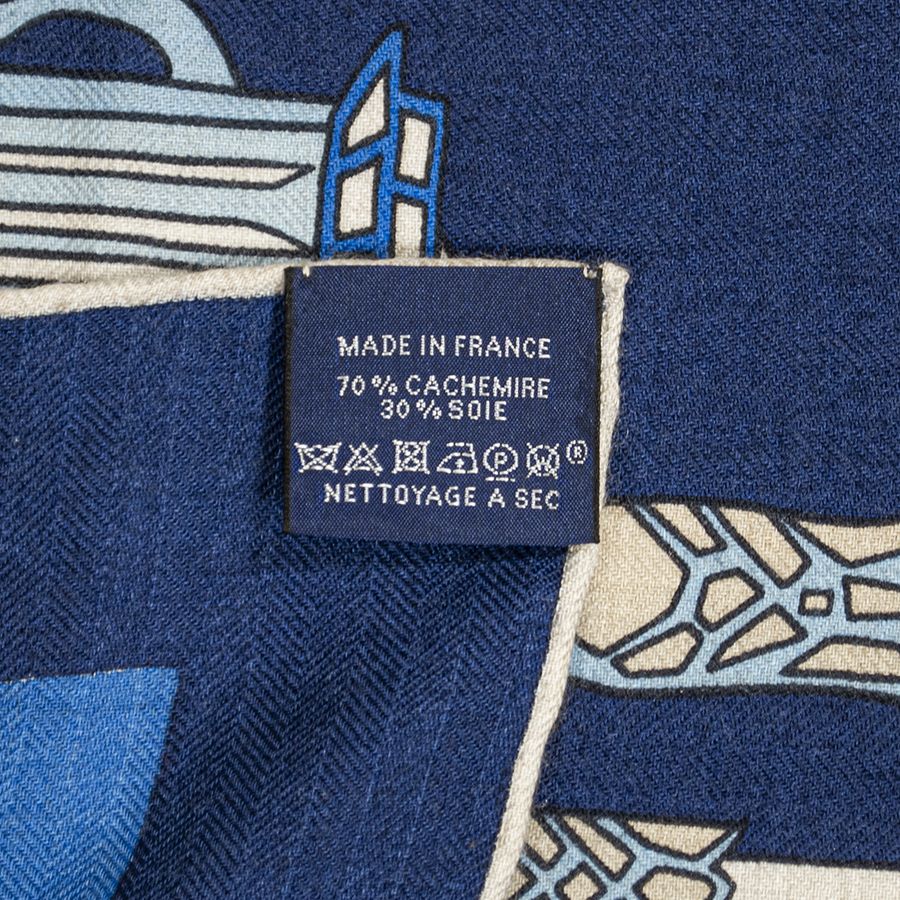 MADE IN FRANCE
70 % CACHEMIRE
30 % SOIE
P W ®
NETTOYAGE A SEC